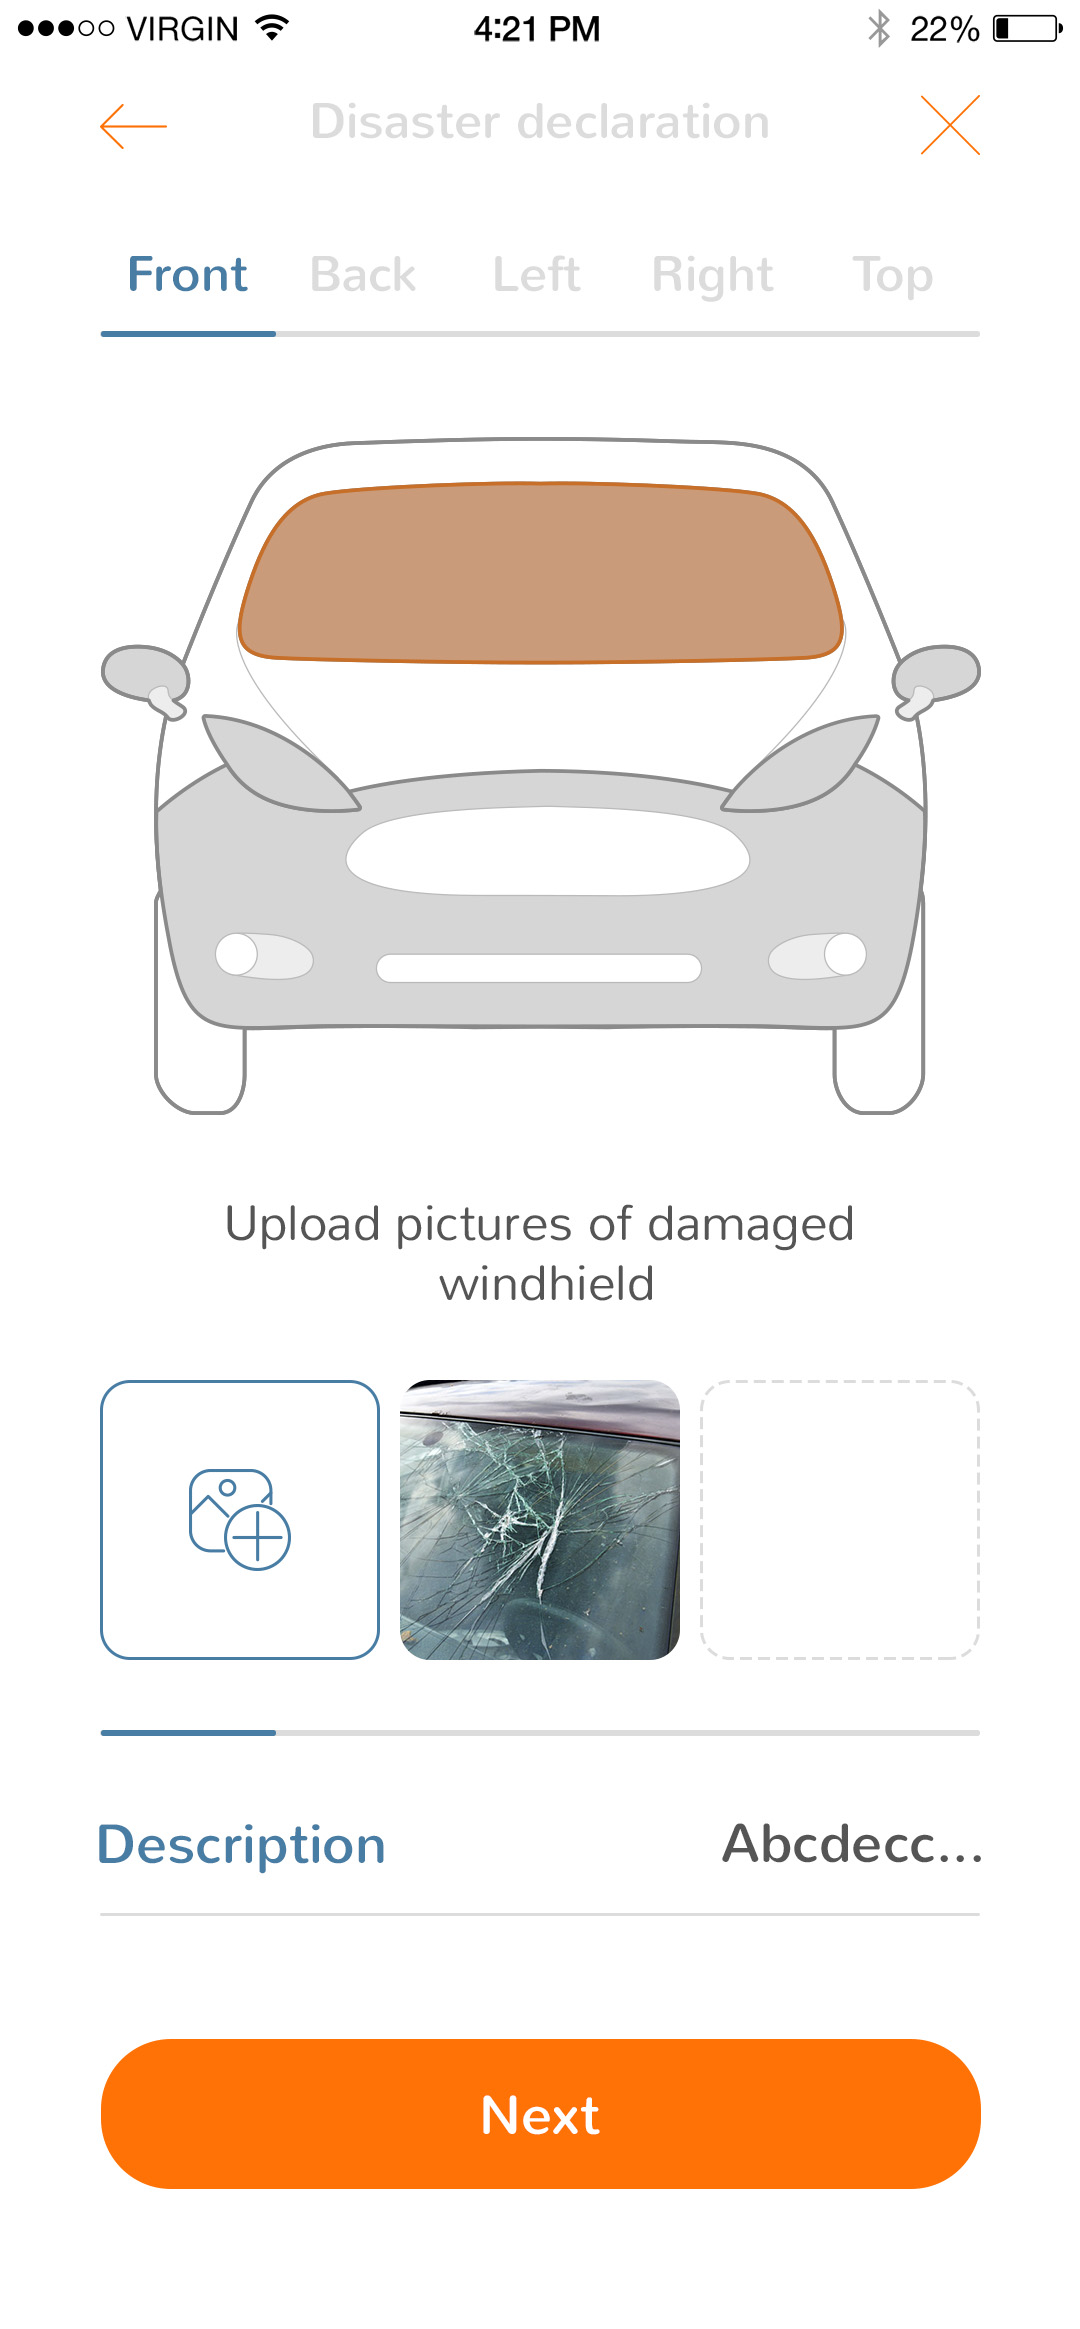 VIRGIN 4:21 PM 22%
Disaster declaration
Front Back Left Right Top
Upload pictures of damaged
windhield
Description Abcdecc...
Next